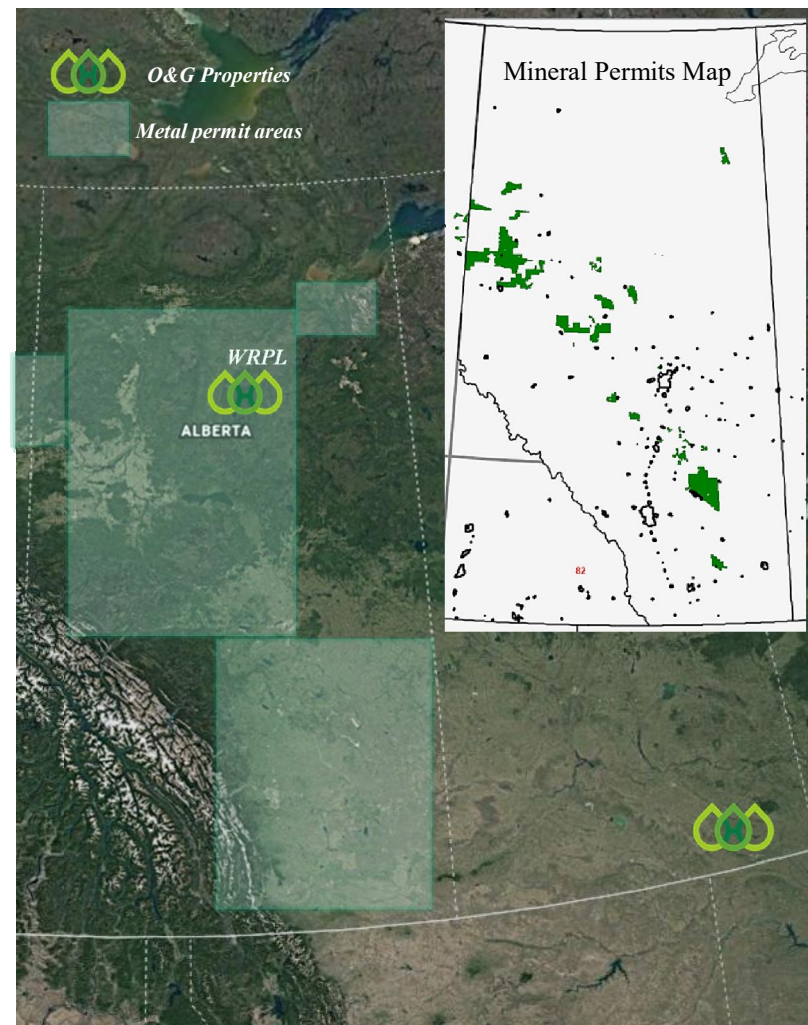 O&G Properties
Metal permit areas
Mineral Permits Map
WRPL
ALBERTA
82